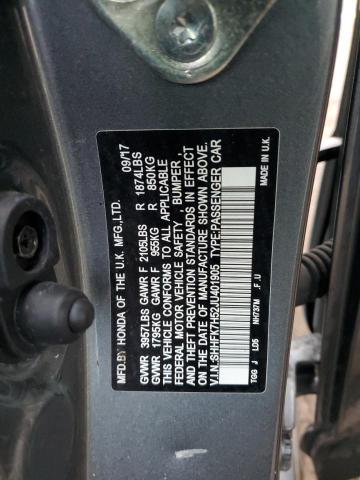 MFD.BY HONDA OF THE U.K. MFG.,LTD. 09/17
GVWR 3957LBS GAWR F 2105LBS R 1874LBS
GVWR 1795KG GAWR F 955KG R 850KG
THIS VEHICLE CONFORMS TO ALL APPLICABLE
FEDERAL MOTOR VEHICLE SAFETY , BUMPER ,
AND THEFT PREVENTION STANDARDS IN EFFECT
ON THE DATE OF MANUFACTURE SHOWN ABOVE.
V.I.N.:SHHFK7H52JU401905 TYPE:PASSENGER CAR
TGG J LD5 NH737M F .U
MADE IN U.K.